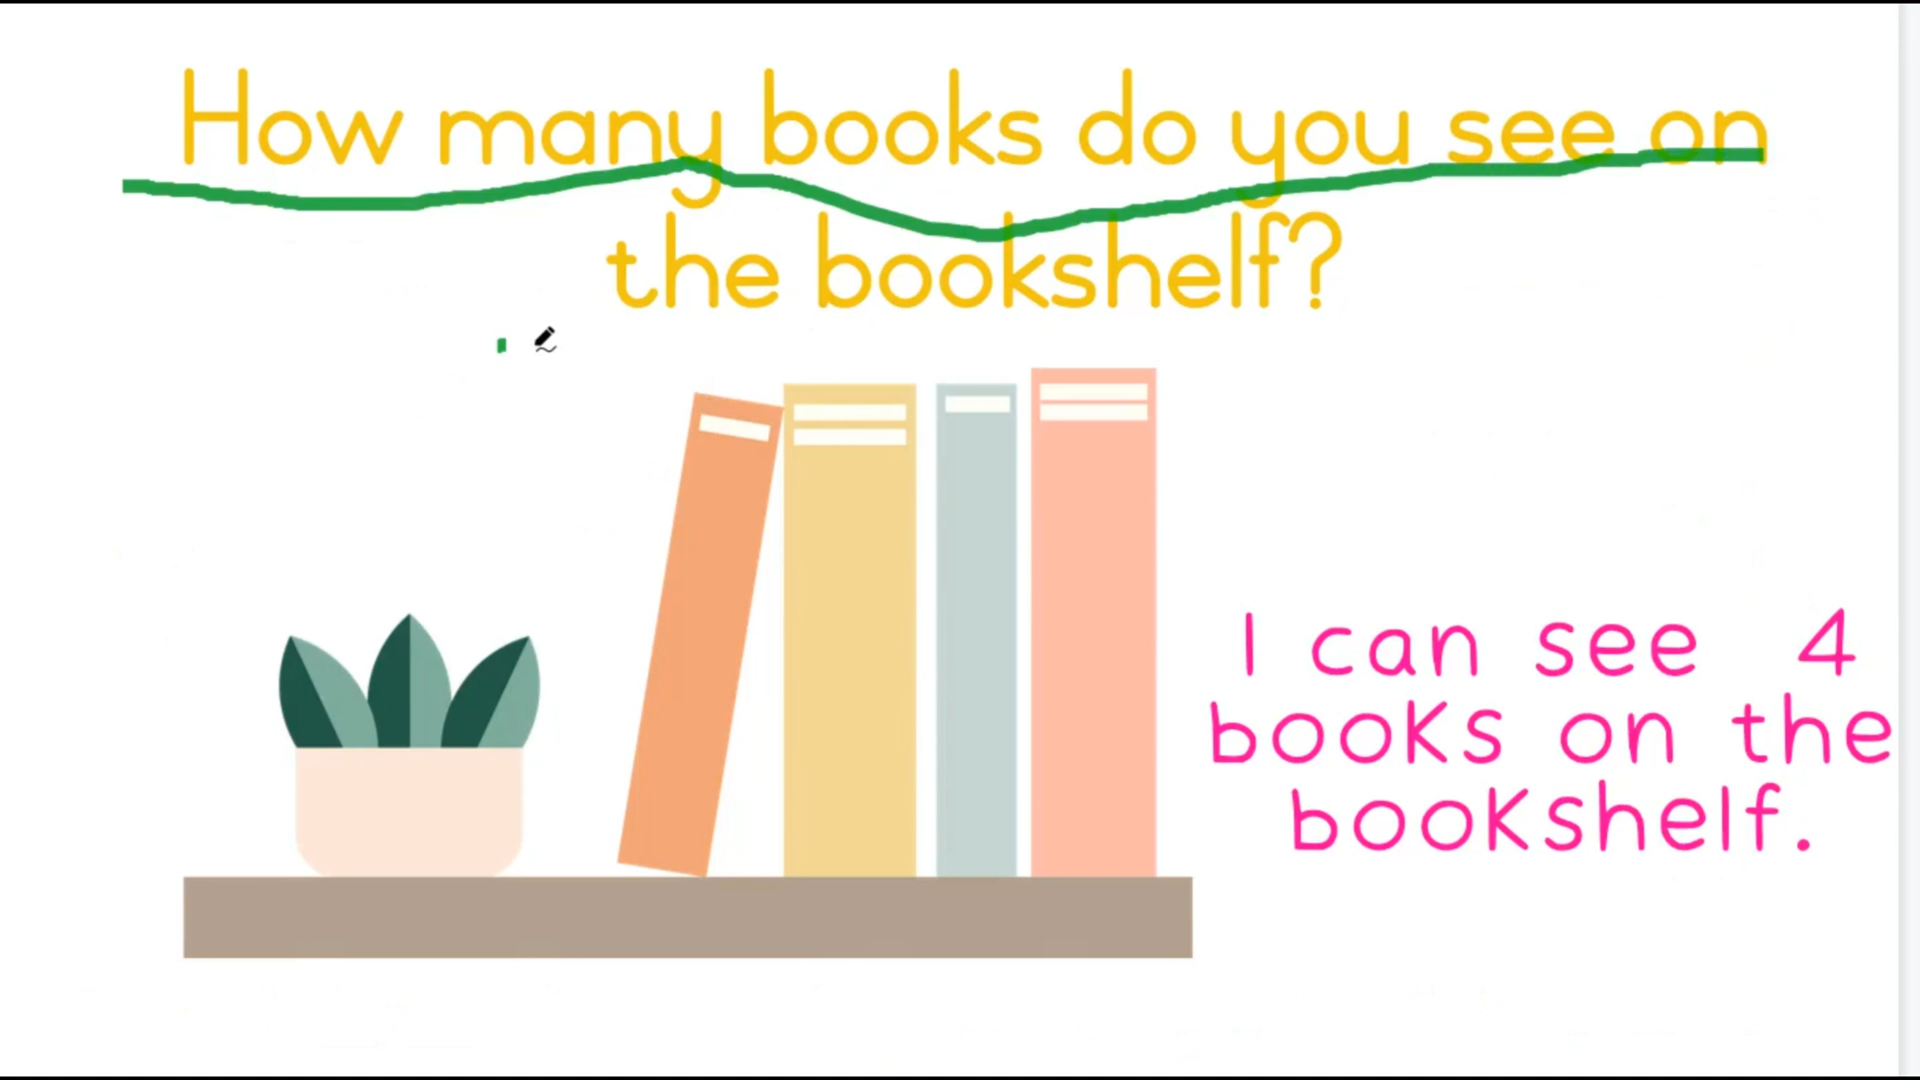 How many books do you see on
the bookshelf?
I can see 4
books on the
bookshelf.